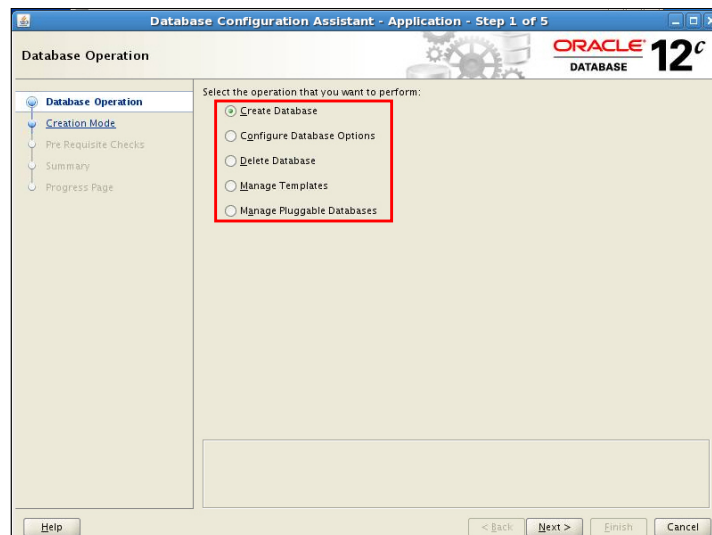 Database Configuration Assistant - Application - Step 1 of 5
Database Operation
ORACLE
DATABASE
12c
Database Operation
Creation Mode
Pre Requisite Checks
Summary
Progress Page
Select the operation that you want to perform:
Create Database
Configure Database Options
Delete Database
Manage Templates
Manage Pluggable Databases
Help
< Back
Next >
Finish
Cancel